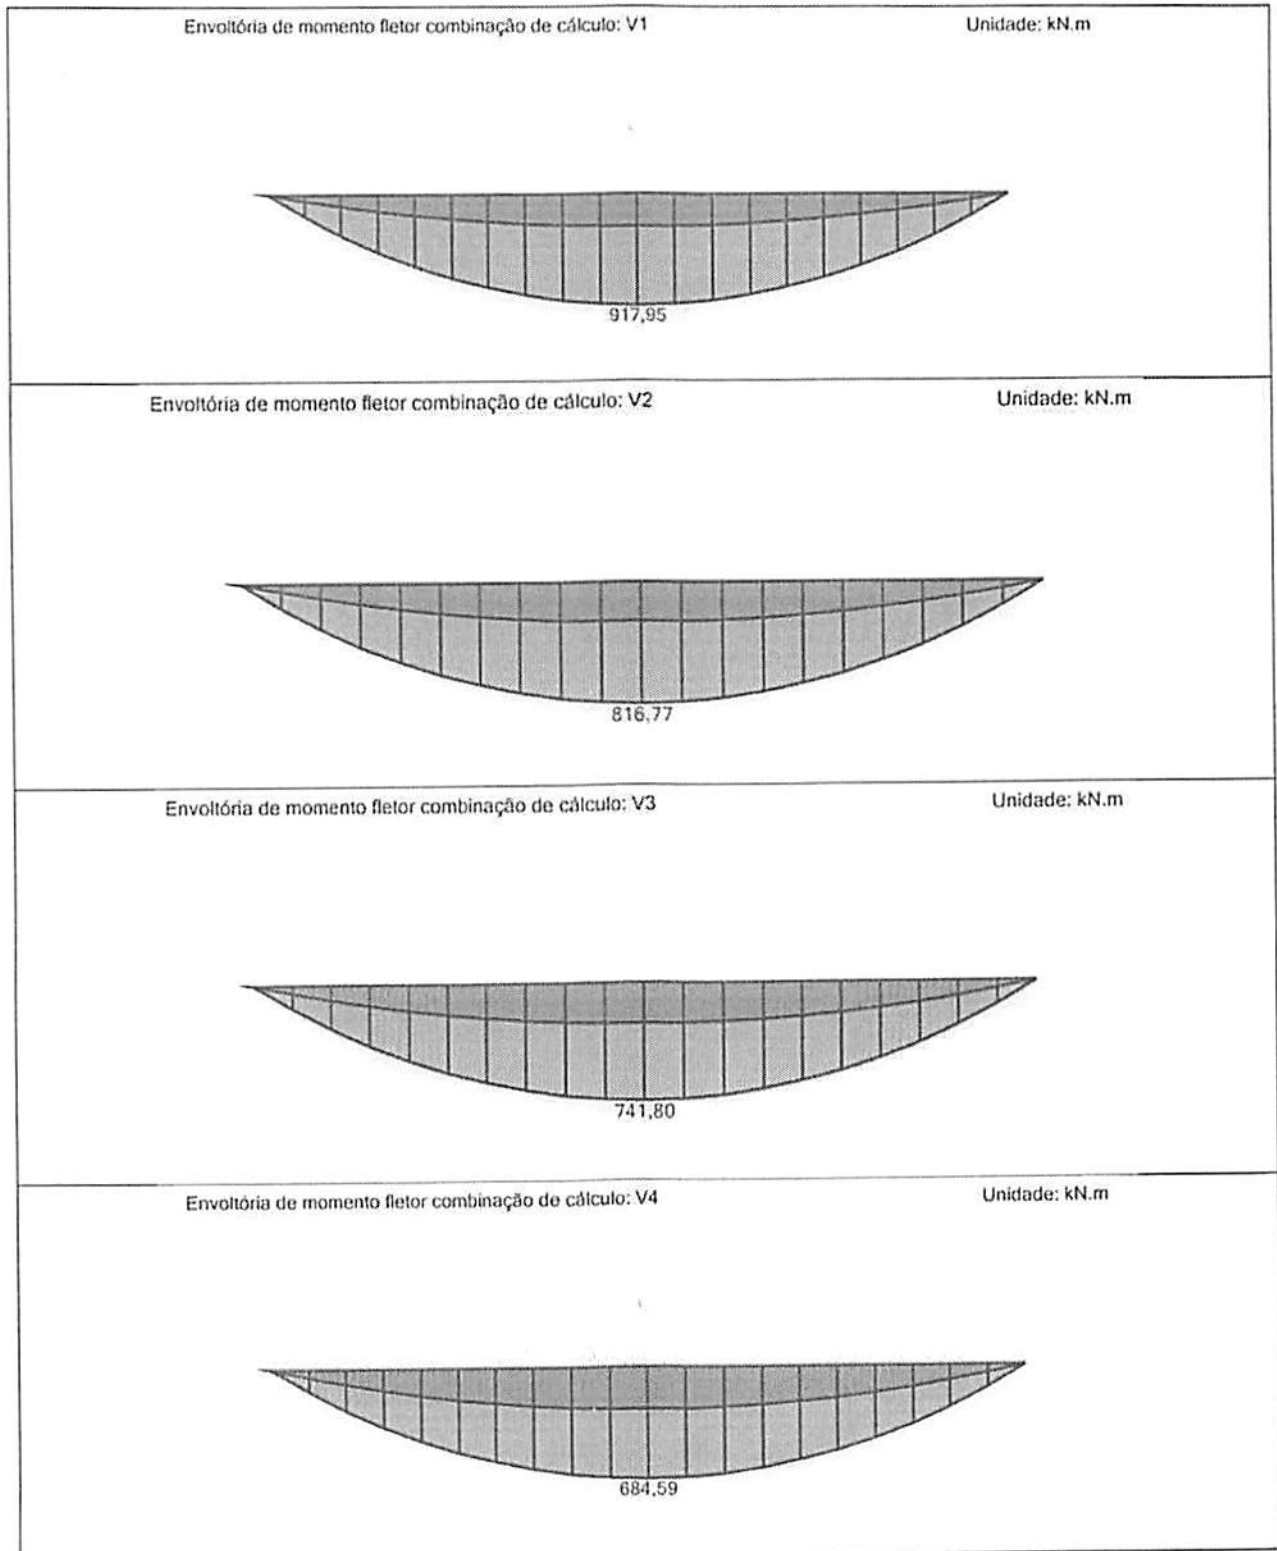 Envoltória de momento fletor combinação de cálculo: V1 Unidade: kN.m
917,95
Envoltória de momento fletor combinação de cálculo: V2 Unidade: kN.m
816,77
Envoltória de momento fletor combinação de cálculo: V3 Unidade: kN.m
741,80
Envoltória de momento fletor combinação de cálculo: V4 Unidade: kN.m
684,59